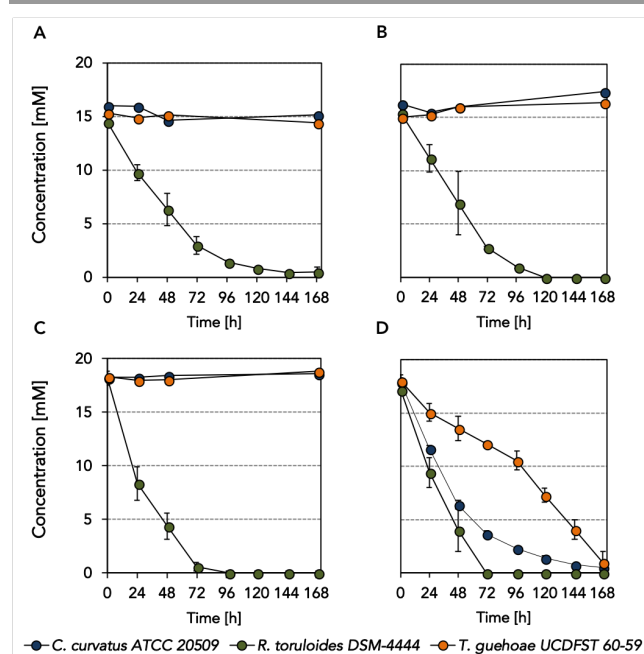 A
B
20
15
10
5
0
Concentration [mM]
0 24 48 72 96 120 144 168
Time [h]
0 24 48 72 96 120 144 168
Time [h]
C
D
20
15
10
5
0
Concentration [mM]
0 24 48 72 96 120 144 168
Time [h]
0 24 48 72 96 120 144 168
Time [h]
C. curvatus ATCC 20509 R. toruloides DSM-4444 T. guehoae UCDFST 60-59